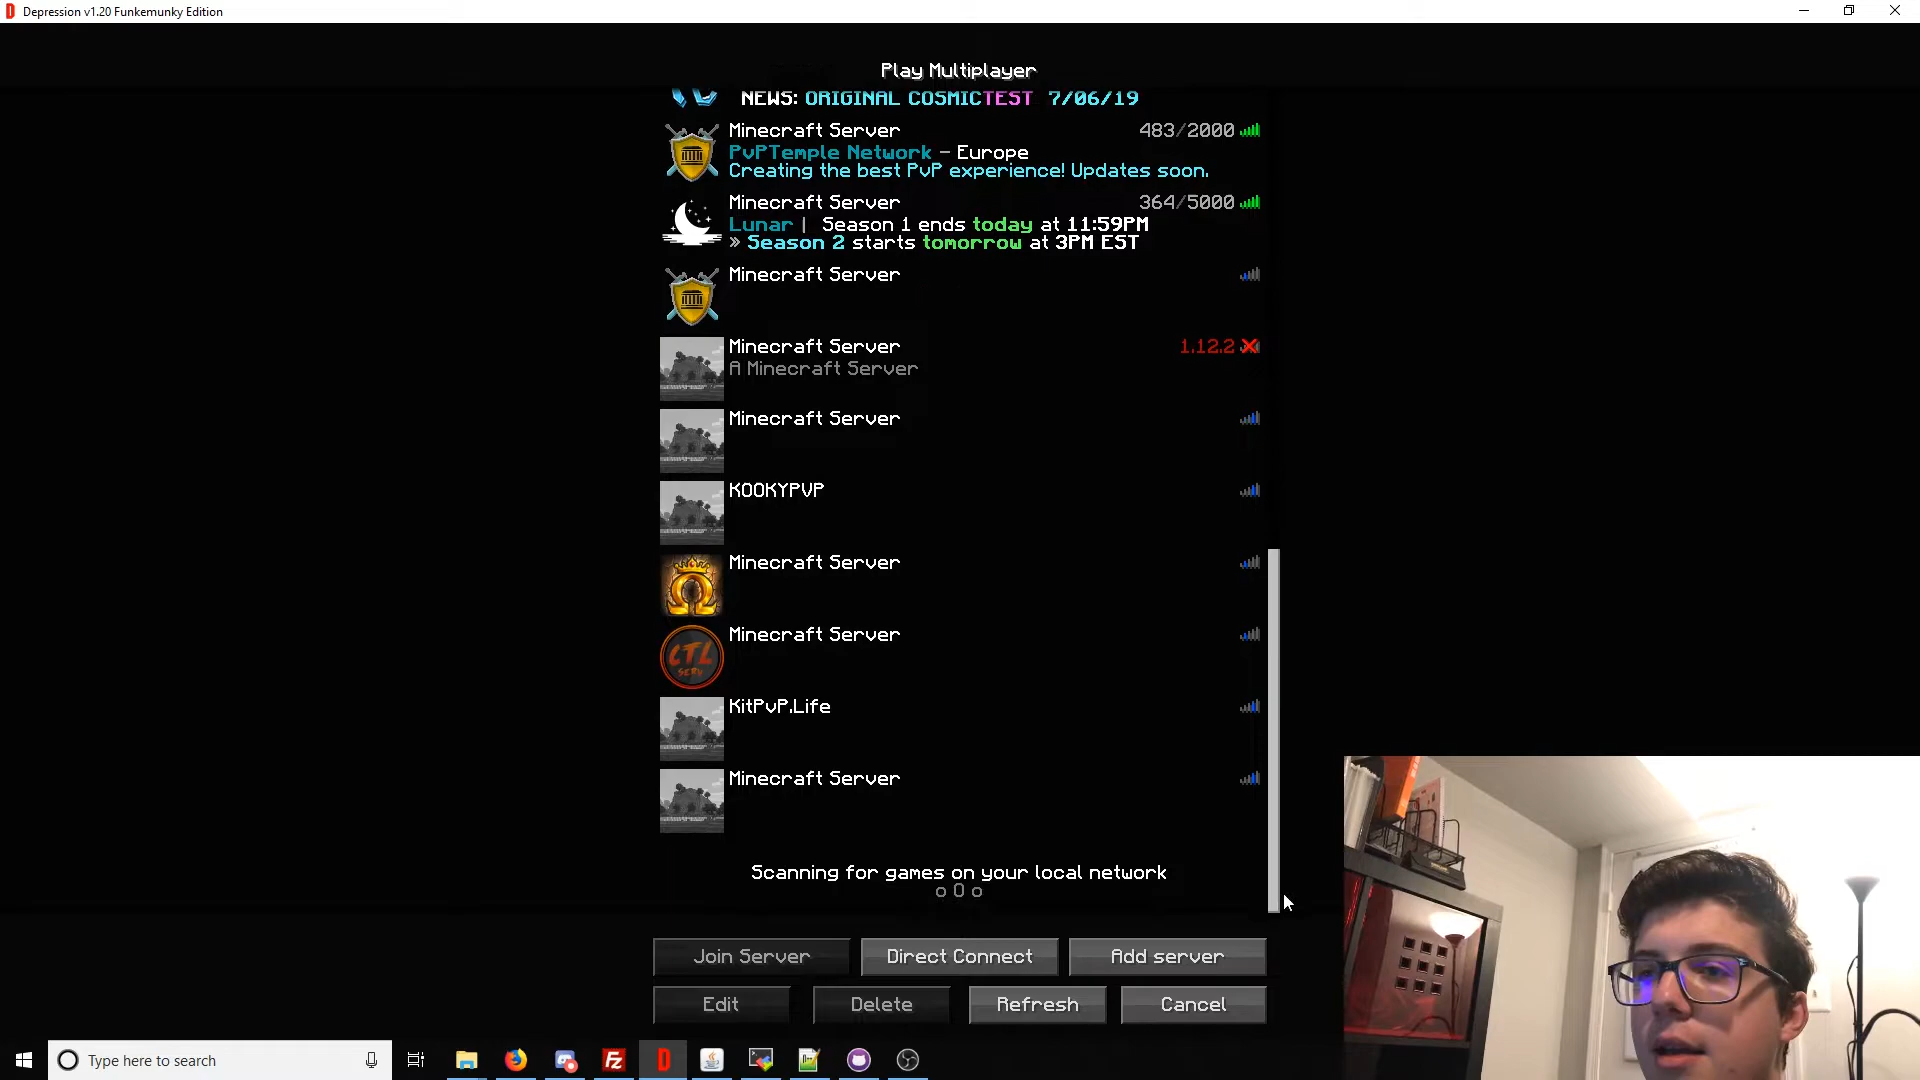 Depression v1.20 Funkemunky Edition
Play Multiplayer
NEWS: ORIGINAL COSMICTEST 7/06/19
Minecraft Server 483/2000
PvPTemple Network - Europe
Creating the best PvP experience! Updates soon.
Minecraft Server 364/5000
Lunar | Season 1 ends today at 11:59PM
» Season 2 starts tomorrow at 3PM EST
Minecraft Server
Minecraft Server 1.12.2
A Minecraft Server
Minecraft Server
KOOKYPVP
Minecraft Server
Minecraft Server
CTL
SERV
KitPvP.Life
Minecraft Server
Scanning for games on your local network
o O o
Join Server Direct Connect Add server
Edit Delete Refresh Cancel
Type here to search